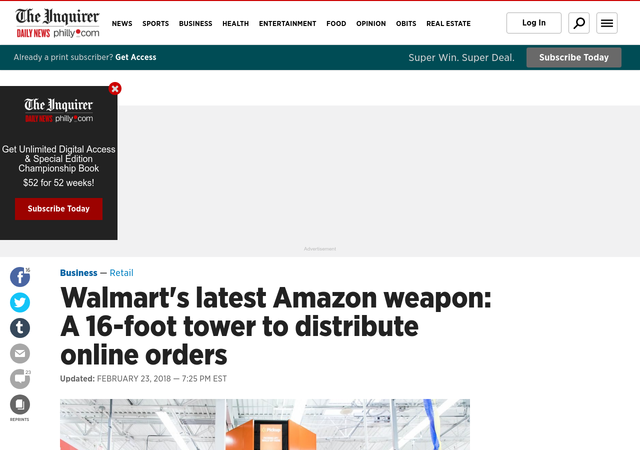 The Inquirer
DAILY NEWS philly.com
NEWS SPORTS BUSINESS HEALTH ENTERTAINMENT FOOD OPINION OBITS REAL ESTATE
Log In
Already a print subscriber? Get Access
Super Win. Super Deal.
Subscribe Today
The Inquirer
DAILY NEWS philly.com
Get Unlimited Digital Access
& Special Edition
Championship Book
$52 for 52 weeks!
Subscribe Today
Advertisement
16
23
REPRINTS
Business — Retail
Walmart's latest Amazon weapon:
A 16-foot tower to distribute
online orders
Updated: FEBRUARY 23, 2018 — 7:25 PM EST